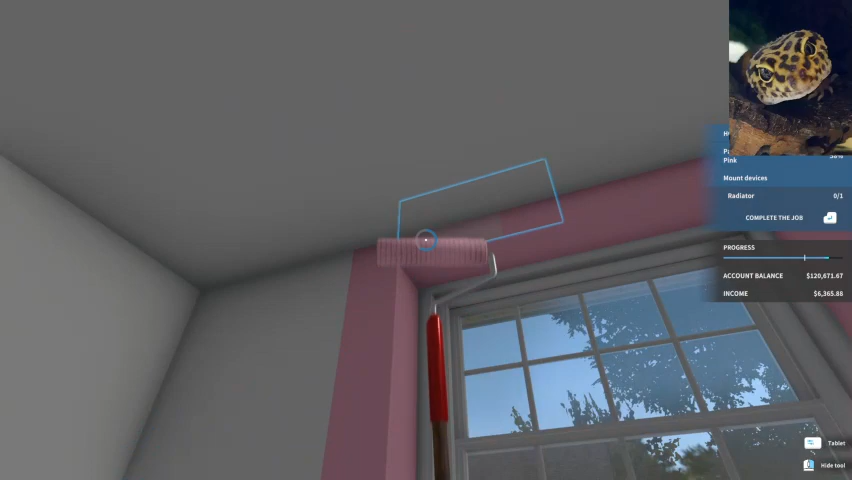 Pink
Mount devices
Radiator 0/1
COMPLETE THE JOB
PROGRESS
ACCOUNT BALANCE $120,671.67
INCOME $6,365.88
Tablet
Hide tool